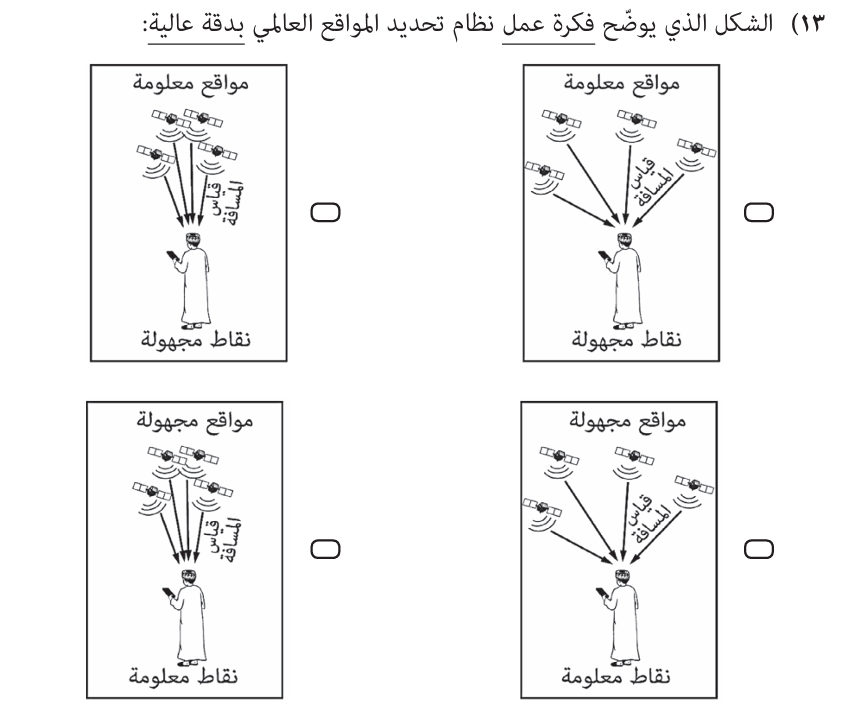 ١٣) الشكل الذي يوضّح فكرة عمل نظام تحديد المواقع العالمي بدقة عالية:
مواقع معلومة
قياس
المسافة
نقاط مجهولة
مواقع معلومة
قياس
المسافة
نقاط مجهولة
مواقع مجهولة
قياس
المسافة
نقاط معلومة
مواقع مجهولة
قياس
المسافة
نقاط معلومة